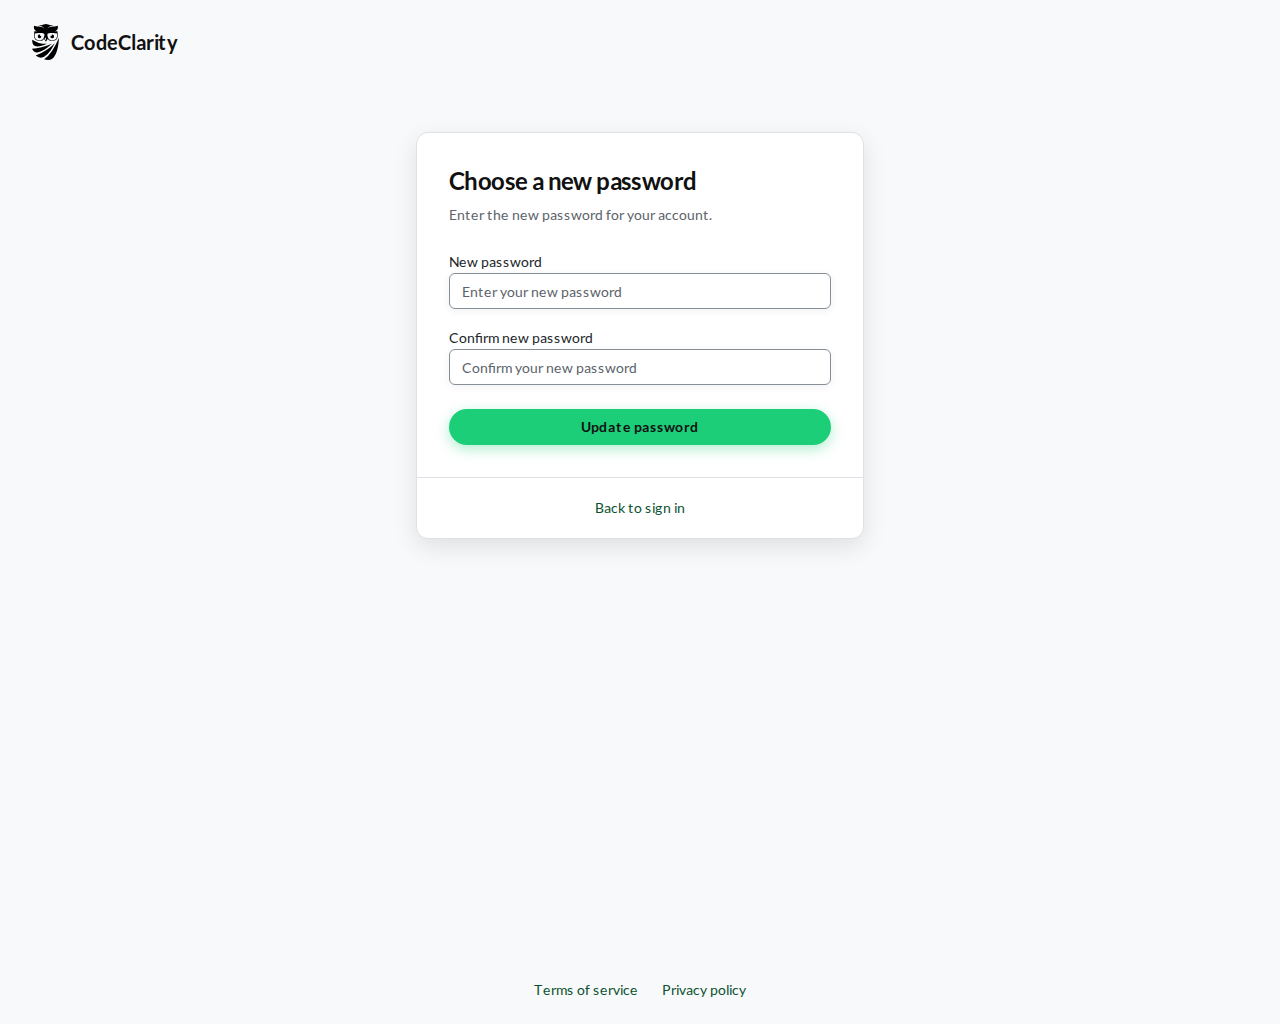 CodeClarity
Choose a new password
Enter the new password for your account.
New password
Enter your new password
Confirm new password
Confirm your new password
Update password
Back to sign in
Terms of service Privacy policy